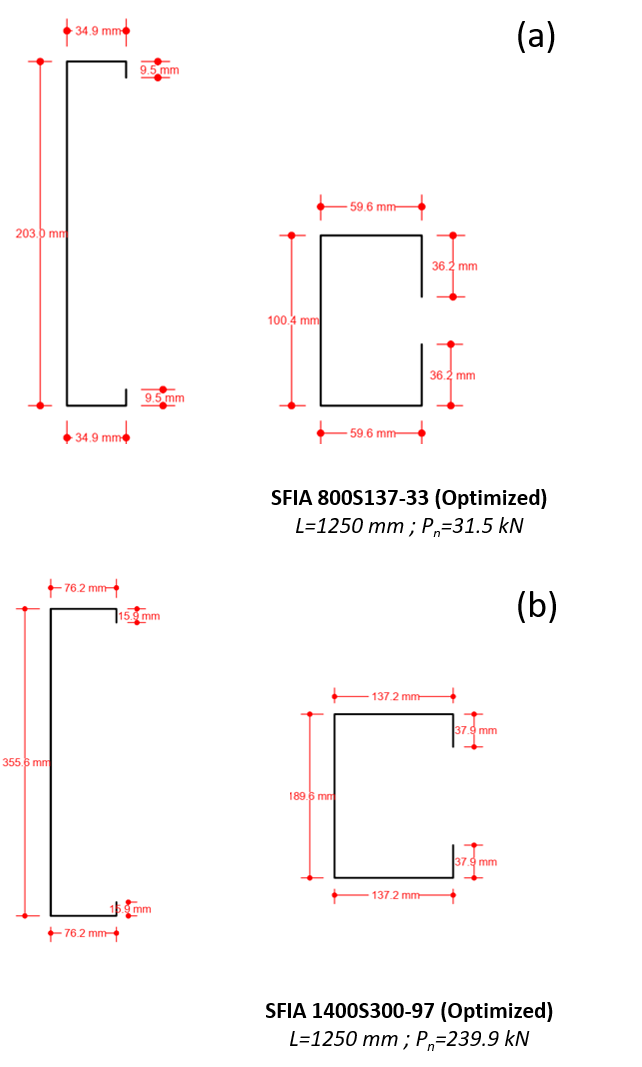 (a)
34.9 mm
9.5 mm
203.0 mm
9.5 mm
34.9 mm
59.6 mm
36.2 mm
100.4 mm
36.2 mm
59.6 mm
SFIA 800S137-33 (Optimized)
L=1250 mm ; Pn=31.5 kN
(b)
76.2 mm
15.9 mm
355.6 mm
15.9 mm
76.2 mm
137.2 mm
37.9 mm
189.6 mm
37.9 mm
137.2 mm
SFIA 1400S300-97 (Optimized)
L=1250 mm ; Pn=239.9 kN